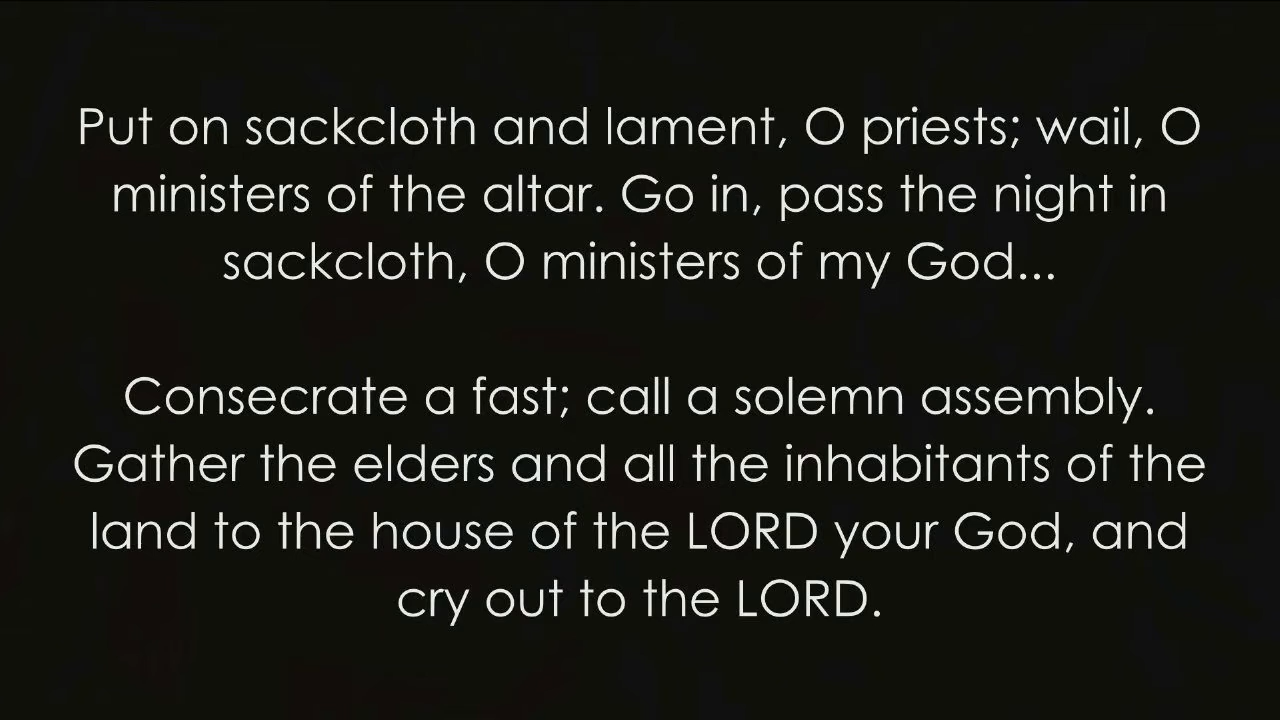 Put on sackcloth and lament, O priests; wail, O
ministers of the altar. Go in, pass the night in
sackcloth, O ministers of my God...
Consecrate a fast; call a solemn assembly.
Gather the elders and all the inhabitants of the
land to the house of the LORD your God, and
cry out to the LORD.